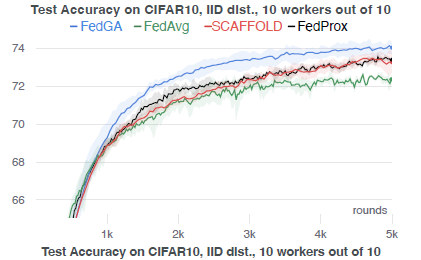 Test Accuracy on CIFAR10, IID dist., 10 workers out of 10
FedGA FedAvg SCAFFOLD FedProx
74
72
70
68
66
rounds
1k 2k 3k 4k 5k
Test Accuracy on CIFAR10, IID dist., 10 workers out of 10